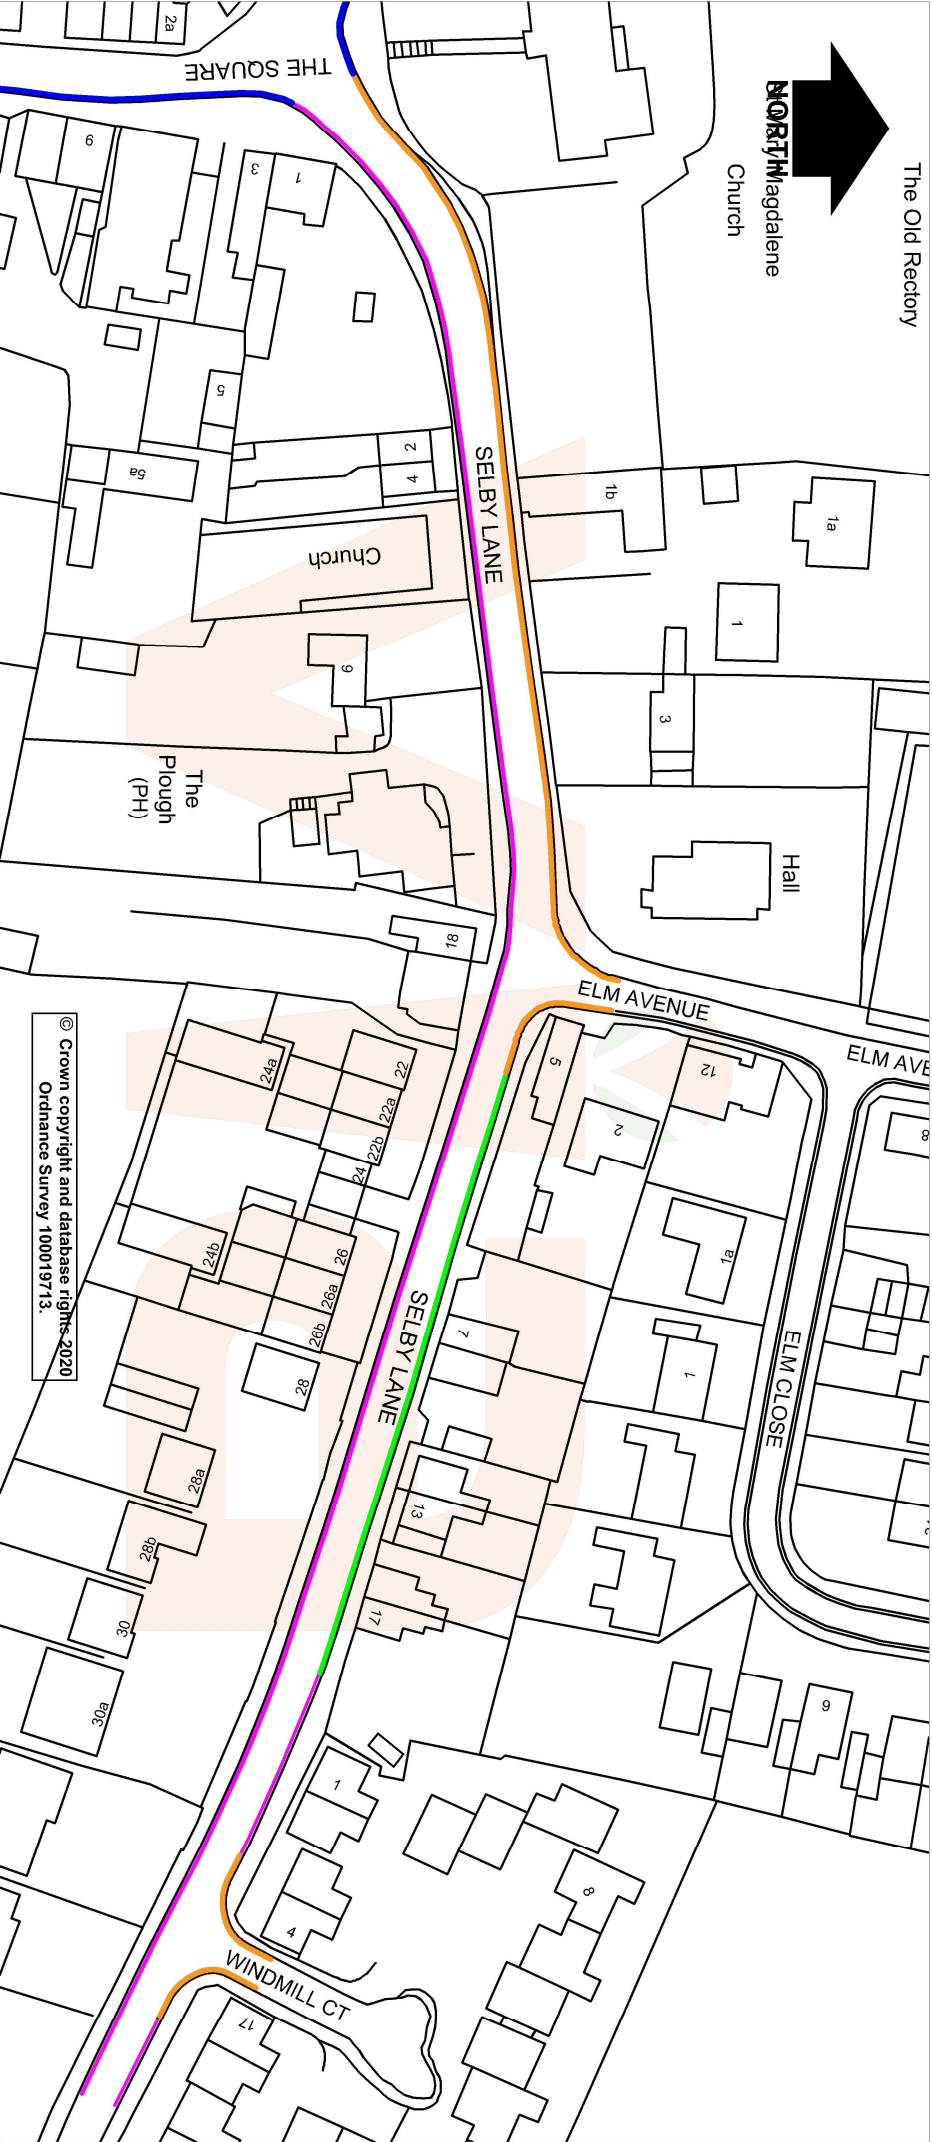 2a
THE SQUARE
NORTH
St Mary Magdalene
Church
The Old Rectory
9
3
1
5
5a
2
4
SELBY LANE
1b
1a
1
3
Church
6
The
Plough
(PH)
Hall
18
ELM AVENUE
ELM AVE
5
12
2
8
22
22a
22b
24
24a
24b
26
26a
26b
28
28a
28b
30
30a
SELBY LANE
7
13
17
1a
1
ELM CLOSE
9
1
4
8
WINDMILL CT
17
© Crown copyright and database rights 2020
Ordnance Survey 100019713.